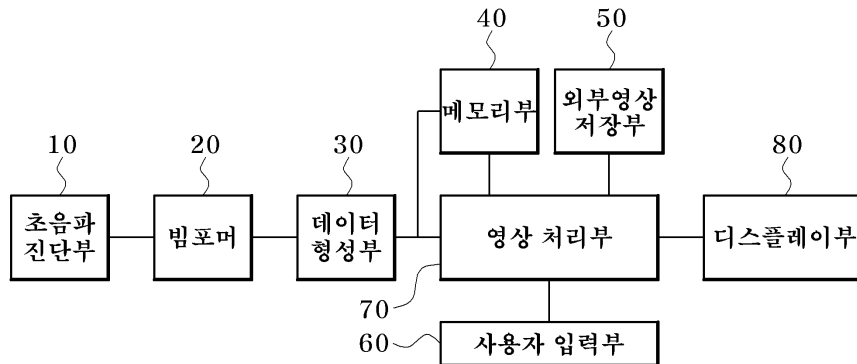 40
50
메모리부
외부영상
저장부
10
20
30
80
초음파
진단부
빔포머
데이터
형성부
영상 처리부
디스플레이부
70
60
사용자 입력부